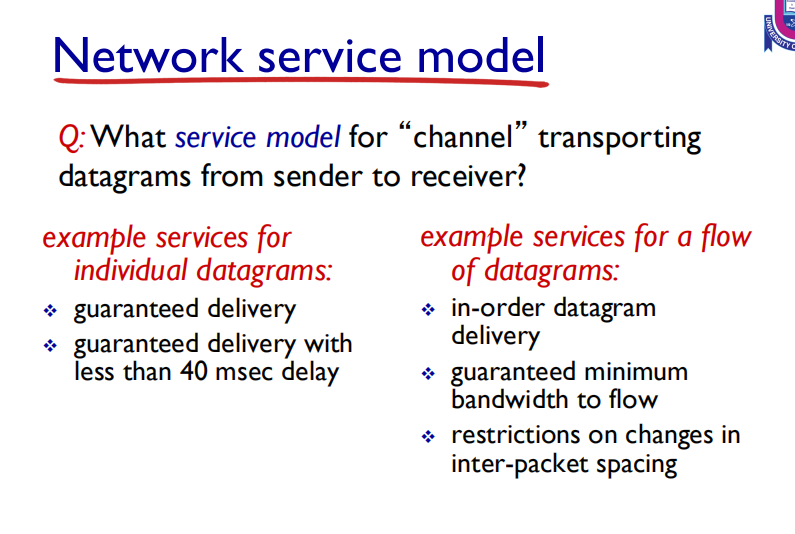 Network service model
UNIVERSITY O
Q: What service model for “channel” transporting
datagrams from sender to receiver?
example services for
individual datagrams:
❖ guaranteed delivery
❖ guaranteed delivery with
less than 40 msec delay
example services for a flow
of datagrams:
❖ in-order datagram
delivery
❖ guaranteed minimum
bandwidth to flow
❖ restrictions on changes in
inter-packet spacing